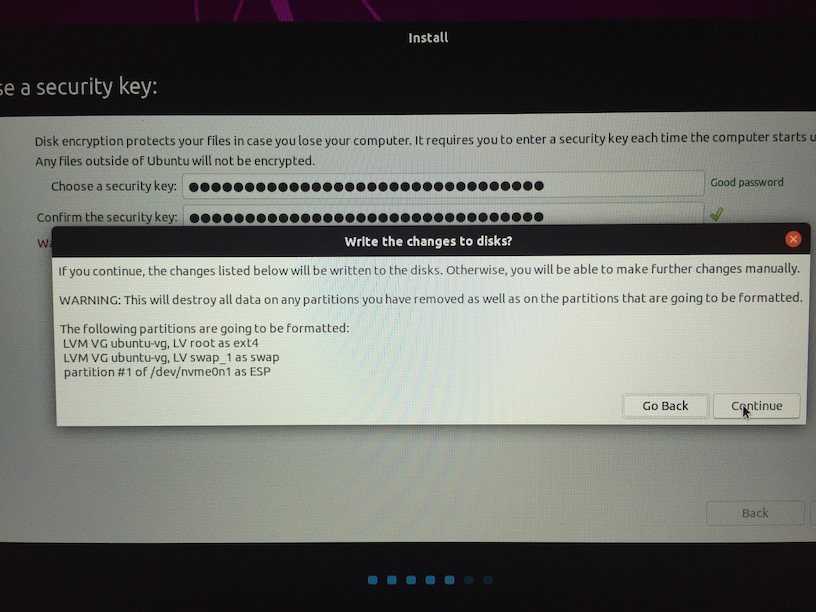 Install
se a security key:
Disk encryption protects your files in case you lose your computer. It requires you to enter a security key each time the computer starts u
Any files outside of Ubuntu will not be encrypted.
Choose a security key: ●●●●●●●●●●●●●●●●●●●●●●●●●●●●●●●● Good password
Confirm the security key: ●●●●●●●●●●●●●●●●●●●●●●●●●●●●●●●●
Wa
Write the changes to disks?
If you continue, the changes listed below will be written to the disks. Otherwise, you will be able to make further changes manually.
WARNING: This will destroy all data on any partitions you have removed as well as on the partitions that are going to be formatted.
The following partitions are going to be formatted:
LVM VG ubuntu-vg, LV root as ext4
LVM VG ubuntu-vg, LV swap_1 as swap
partition #1 of /dev/nvme0n1 as ESP
Go Back Continue
Back